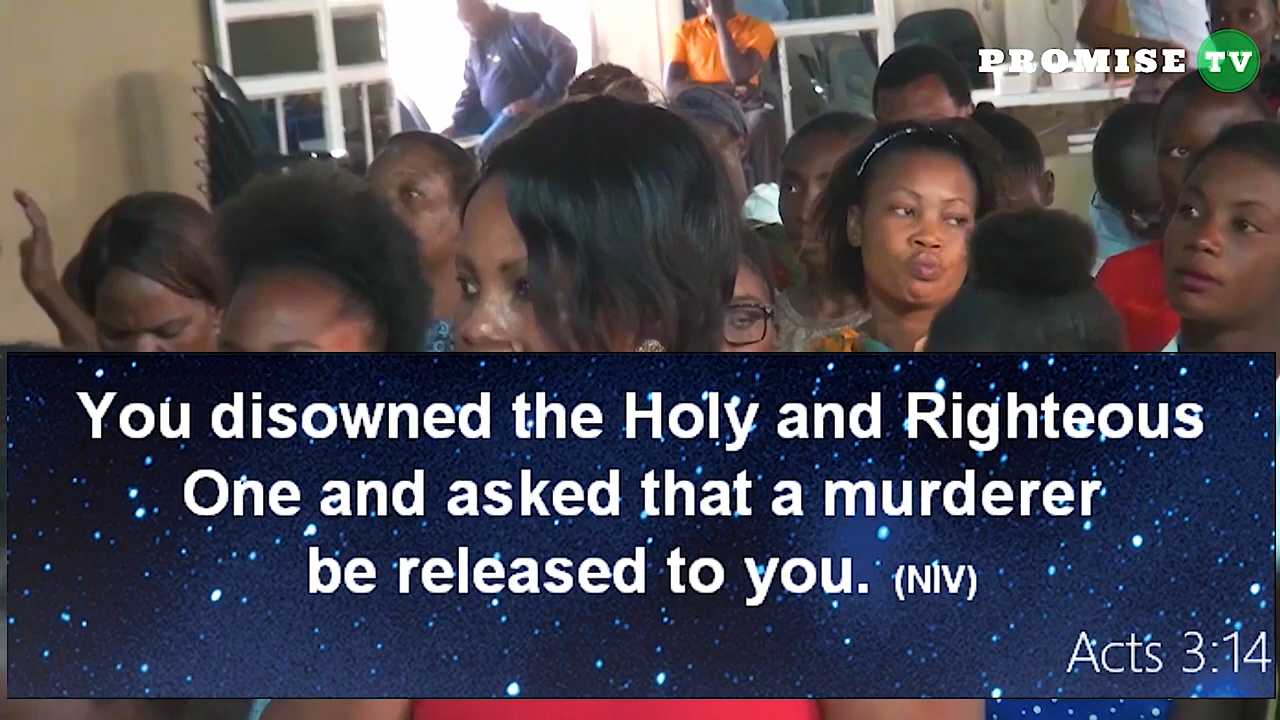 PROMISE TV
You disowned the Holy and Righteous
One and asked that a murderer
be released to you. (NIV)
Acts 3:14